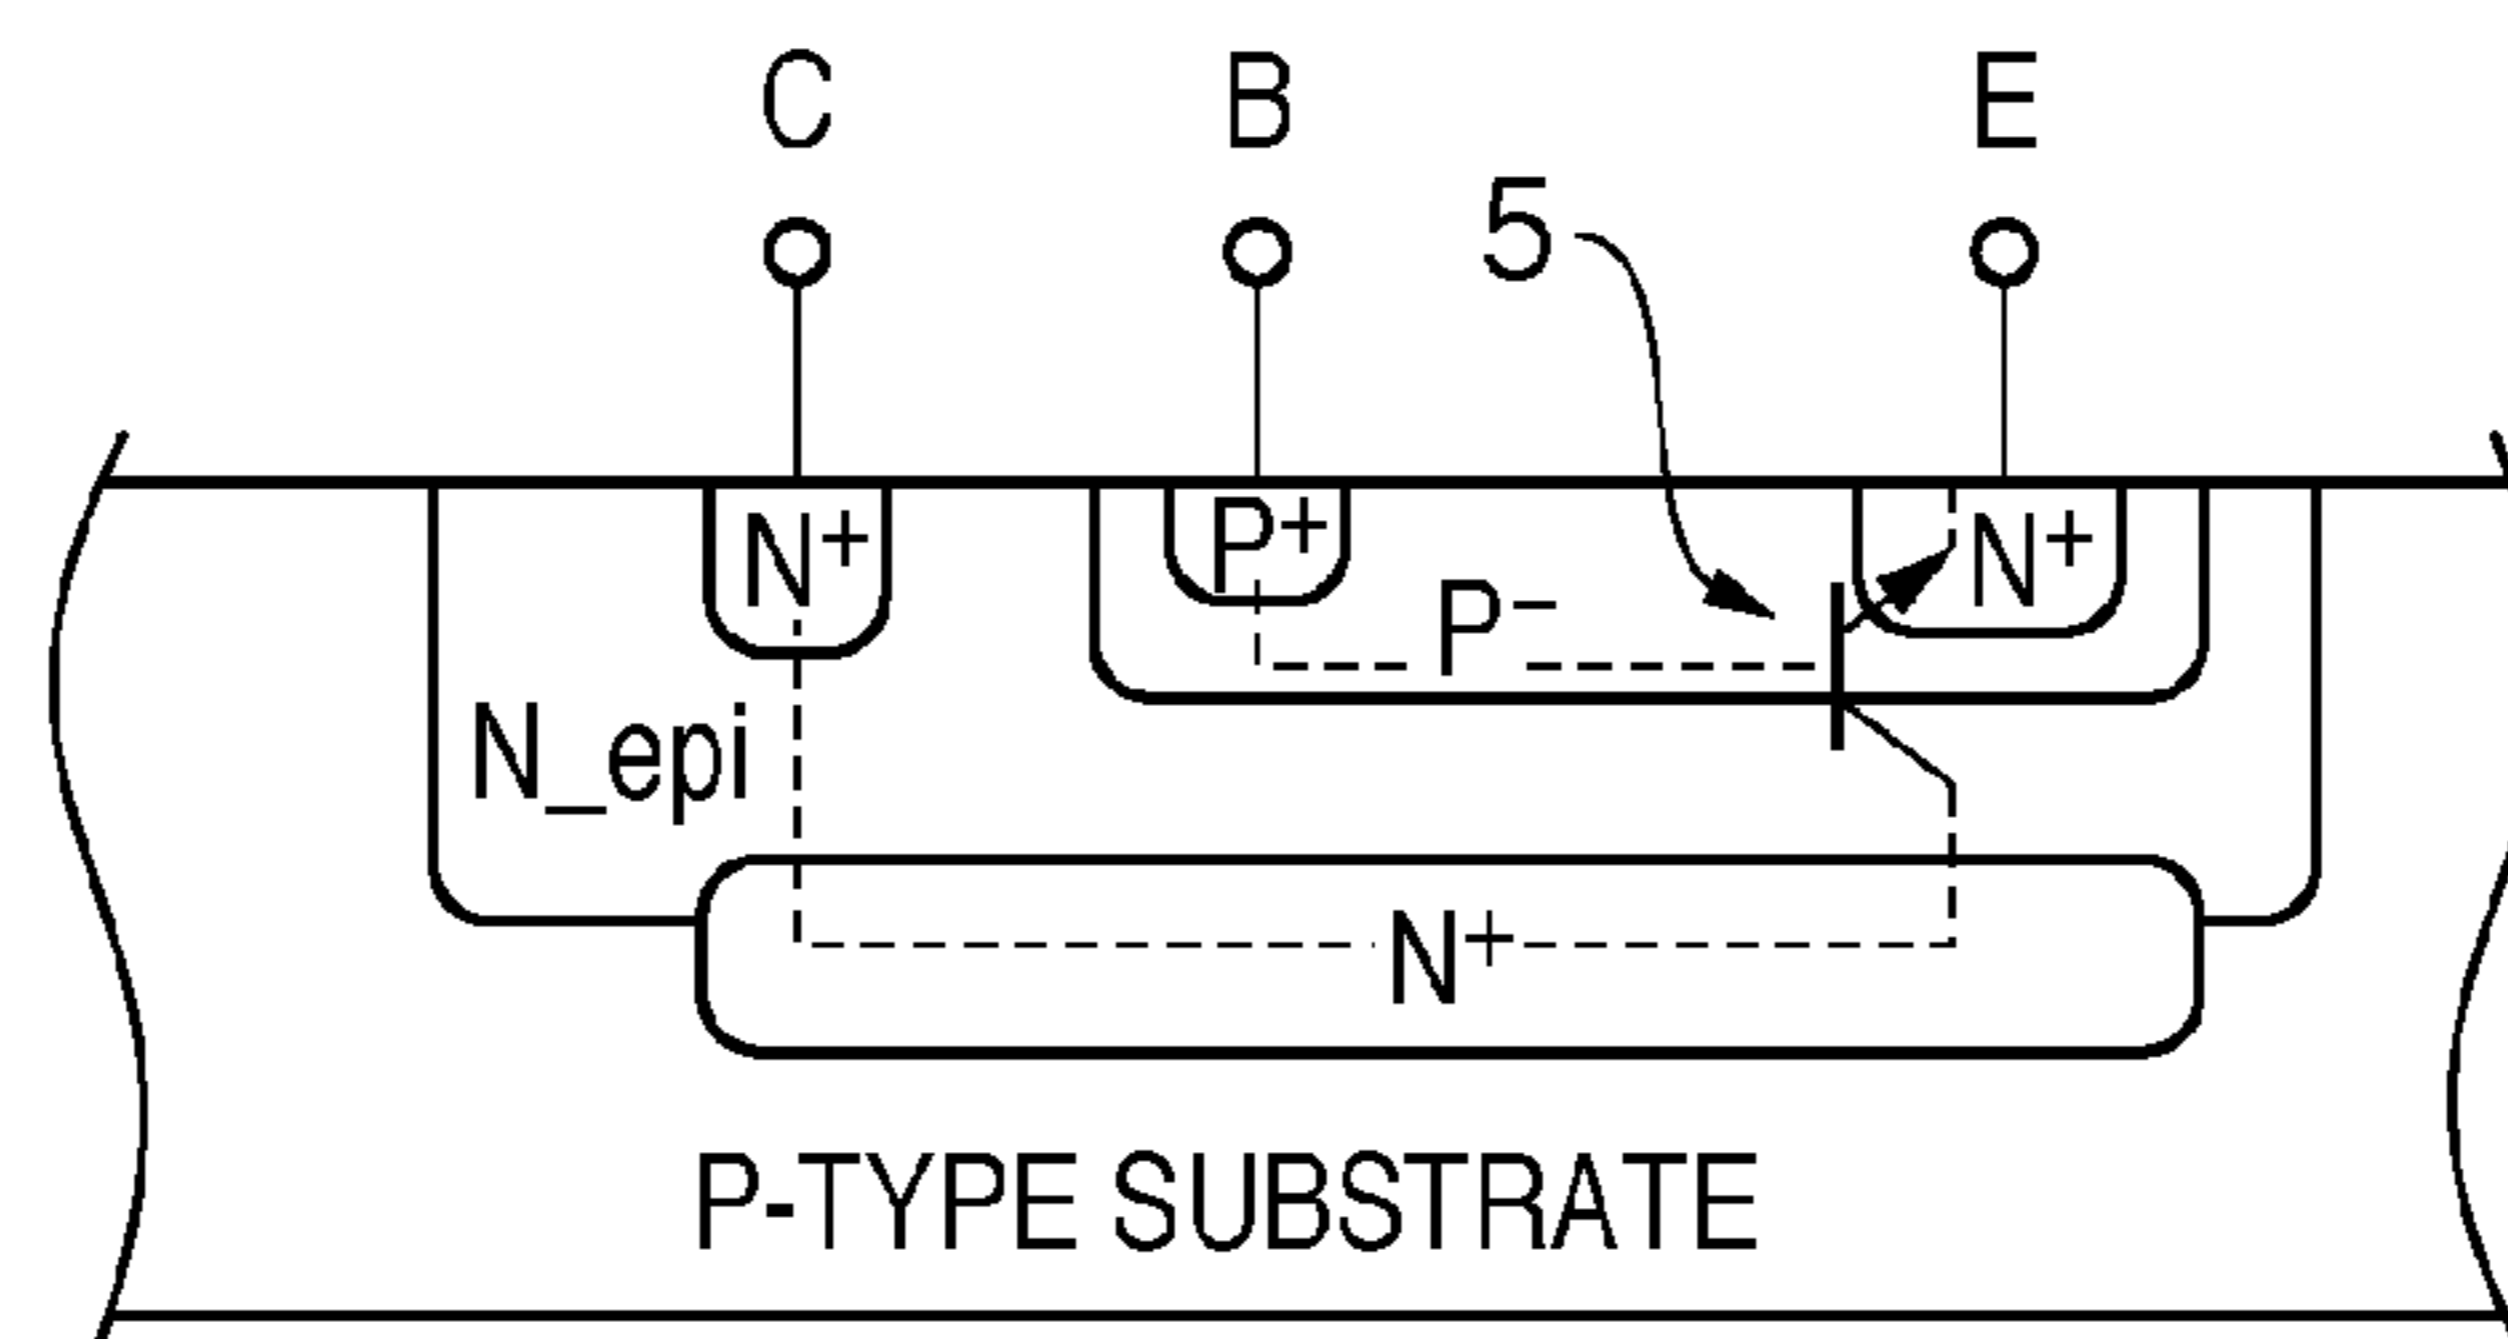 C B E
5
N+ P+ N+
P−
N_epi
N+
P-TYPE SUBSTRATE